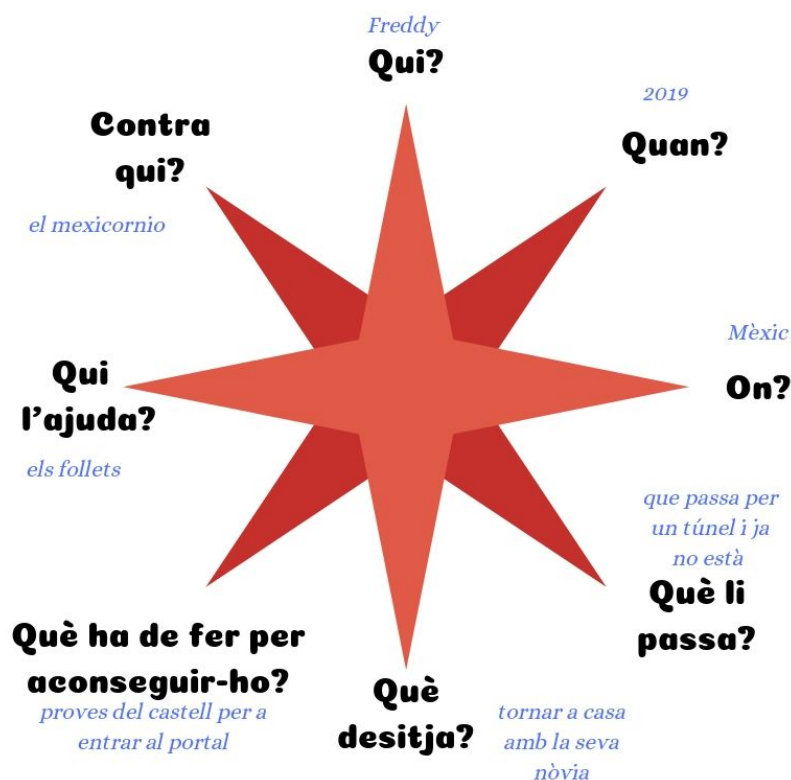 Freddy
Qui?
2019
Quan?
Mèxic
On?
que passa per
un túnel i ja
no està
Què li
passa?
Què
desitja?
tornar a casa
amb la seva
nòvia
Què ha de fer per
aconseguir-ho?
proves del castell per a
entrar al portal
Qui
l'ajuda?
els follets
Contra
qui?
el mexicornio